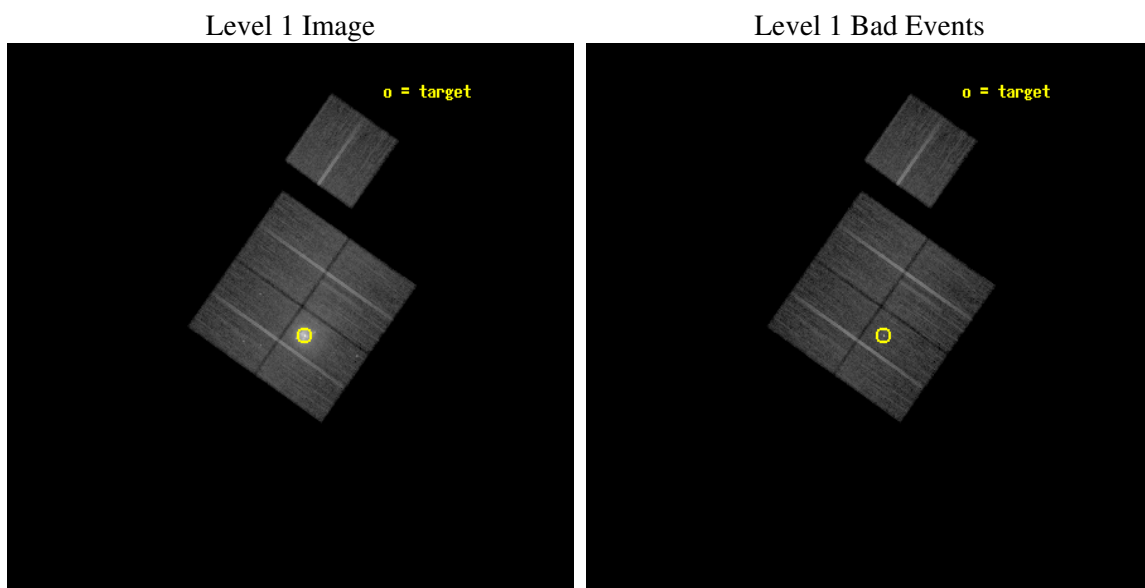 Level 1 Image
Level 1 Bad Events
o = target
o = target